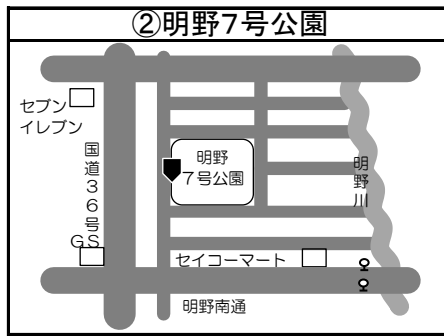 ②明野7号公園
セブン
イレブン
国道36号
GS
明野
7号公園
明野川
セイコーマート
明野南通